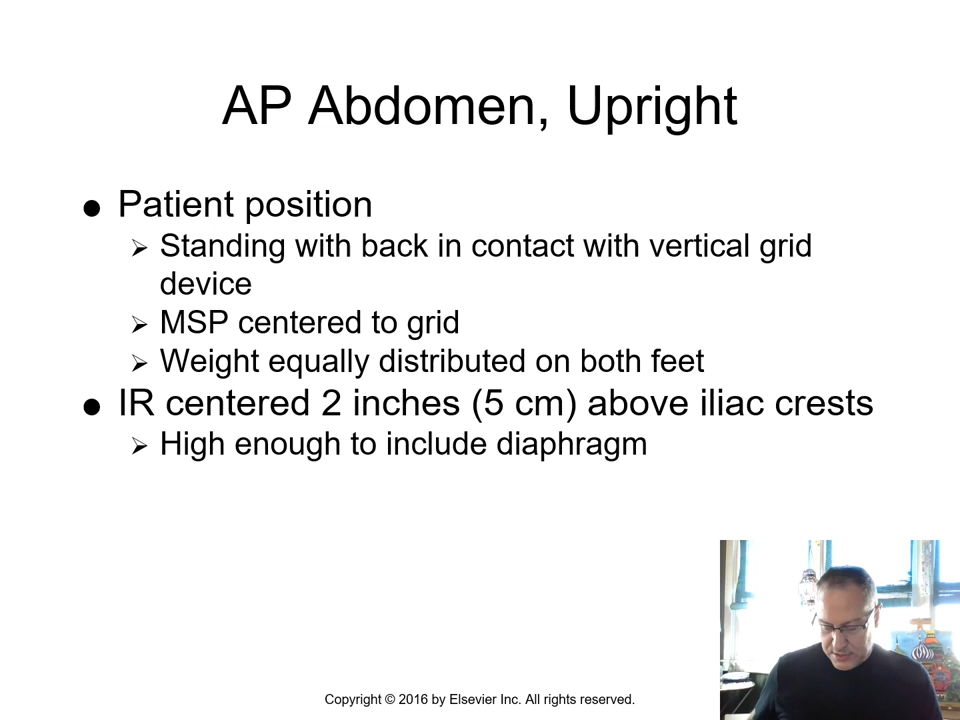 AP Abdomen, Upright
● Patient position
➢ Standing with back in contact with vertical grid
device
➢ MSP centered to grid
➢ Weight equally distributed on both feet
● IR centered 2 inches (5 cm) above iliac crests
➢ High enough to include diaphragm
Copyright © 2016 by Elsevier Inc. All rights reserved.